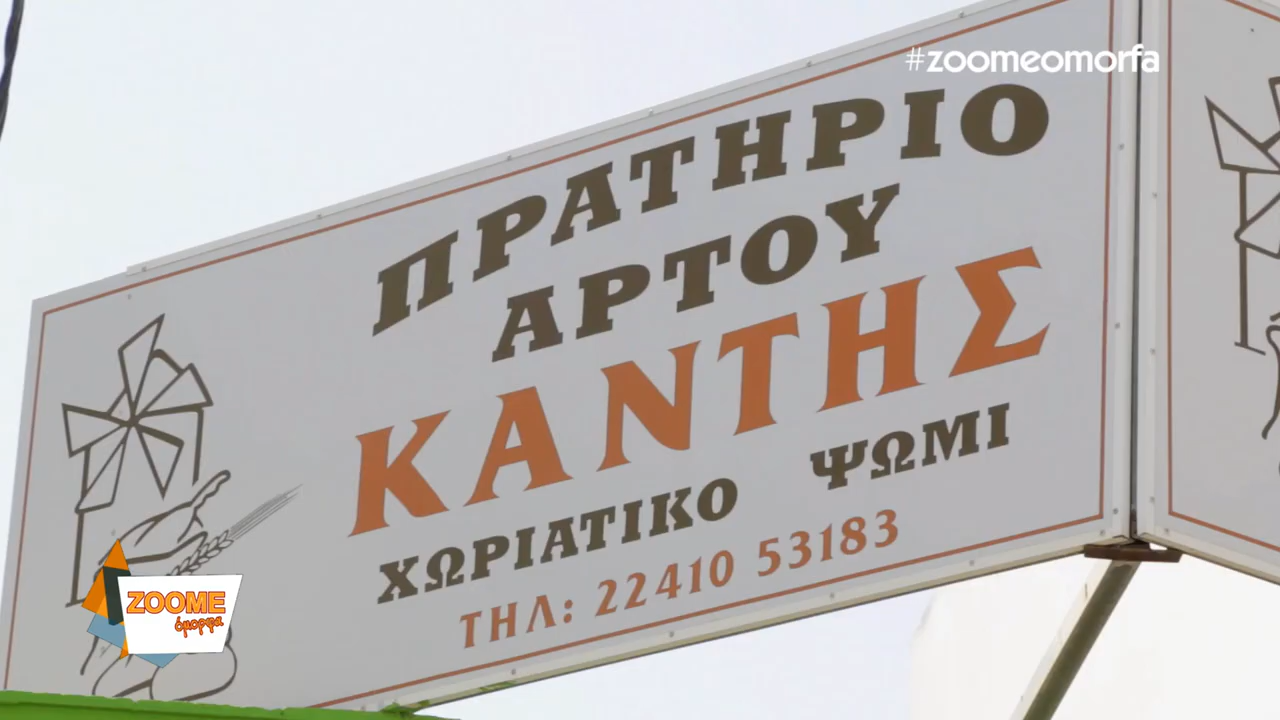 #zoomeomorfa
ΠΡΑΤΗΡΙΟ
ΑΡΤΟΥ
ΚΑΝΤΗΣ
ΧΩΡΙΑΤΙΚΟ ΨΩΜΙ
ΤΗΛ: 22410 53183
ZOOME
όμορφα